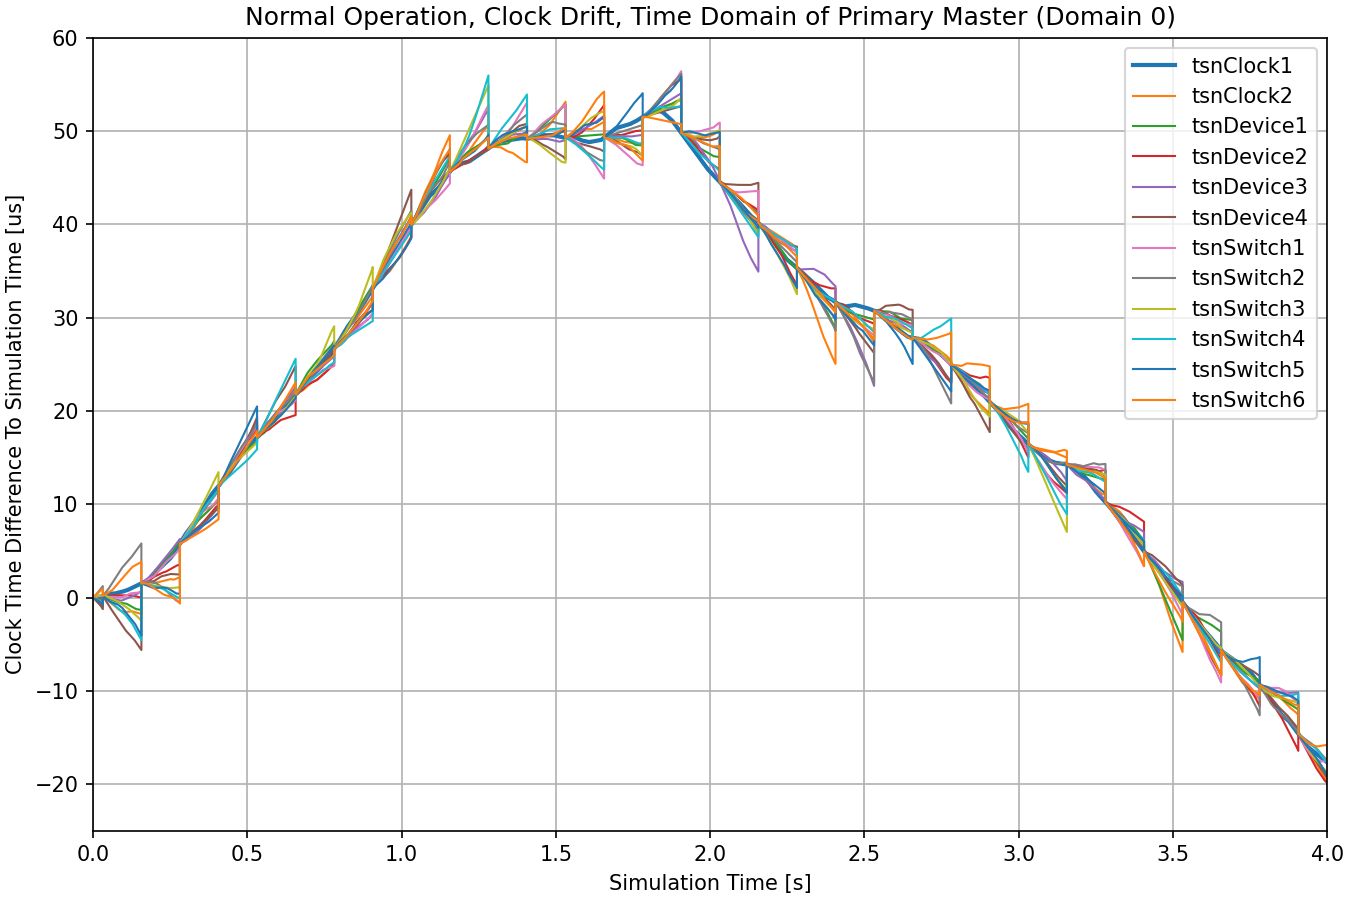 Normal Operation, Clock Drift, Time Domain of Primary Master (Domain 0)
Clock Time Difference To Simulation Time [us]
60
50
40
30
20
10
0
−10
−20
tsnClock1
tsnClock2
tsnDevice1
tsnDevice2
tsnDevice3
tsnDevice4
tsnSwitch1
tsnSwitch2
tsnSwitch3
tsnSwitch4
tsnSwitch5
tsnSwitch6
0.0 0.5 1.0 1.5 2.0 2.5 3.0 3.5 4.0
Simulation Time [s]